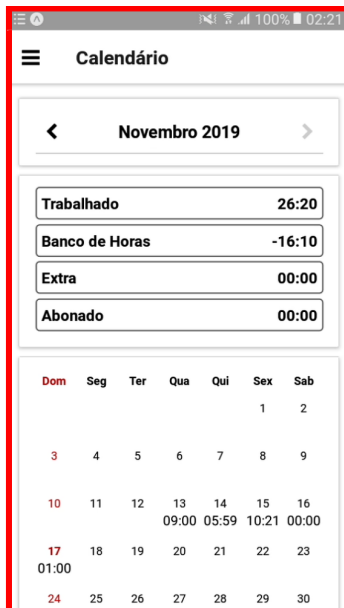 100% 02:21
Calendário
Novembro 2019
Trabalhado 26:20
Banco de Horas -16:10
Extra 00:00
Abonado 00:00
Dom Seg Ter Qua Qui Sex Sab
1 2
3 4 5 6 7 8 9
10 11 12 13 14 15 16
09:00 05:59 10:21 00:00
17 18 19 20 21 22 23
01:00
24 25 26 27 28 29 30